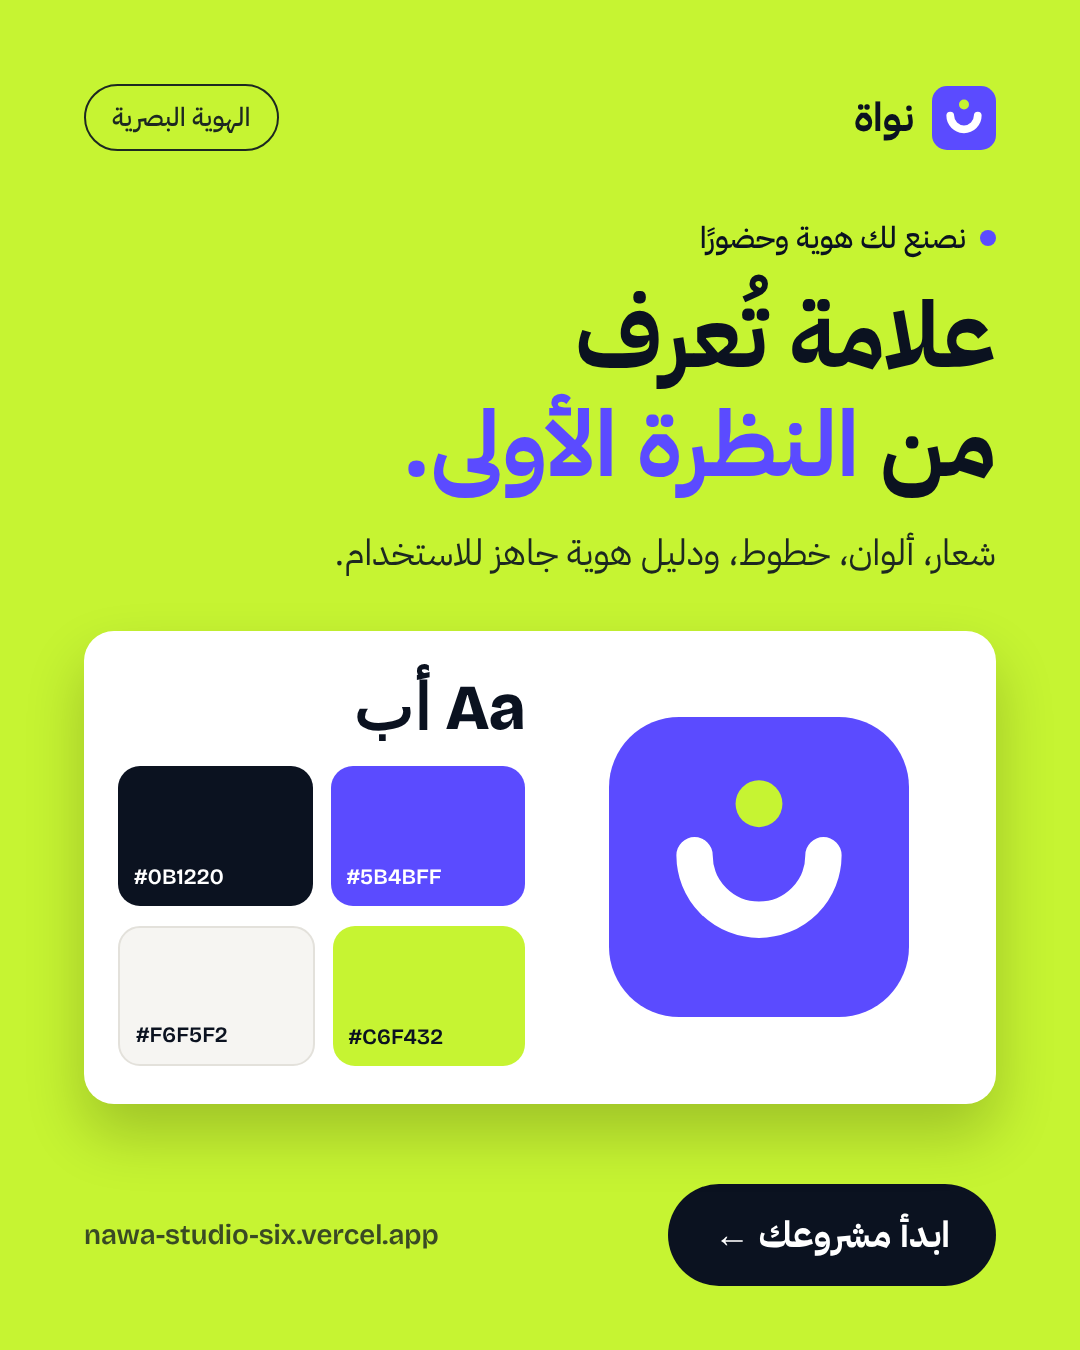 نواة
الهوية البصرية
نصنع لك هوية وحضورًا
علامة تُعرف
من النظرة الأولى.
شعار، ألوان، خطوط، ودليل هوية جاهز للاستخدام.
Aa أب
#5B4BFF
#0B1220
#C6F432
#F6F5F2
ابدأ مشروعك ←
nawa-studio-six.vercel.app